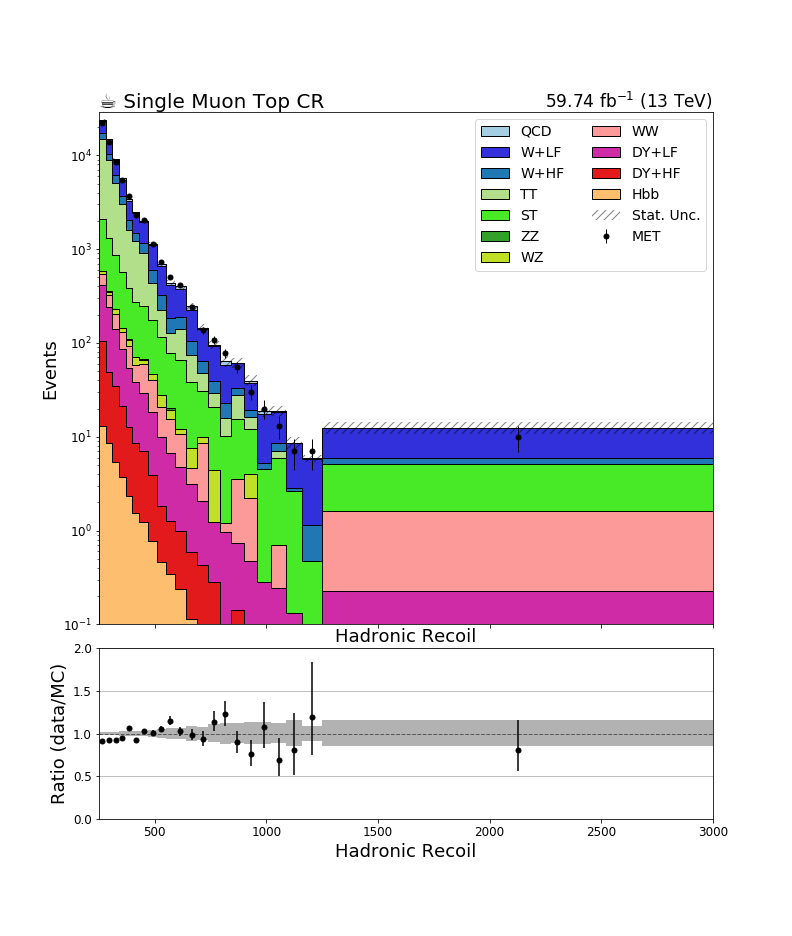 ☕ Single Muon Top CR
59.74 fb⁻¹ (13 TeV)
QCD
W+LF
W+HF
TT
ST
ZZ
WZ
WW
DY+LF
DY+HF
Hbb
Stat. Unc.
MET
Events
10⁴
10³
10²
10¹
10⁰
10⁻¹
Hadronic Recoil
Ratio (data/MC)
2.0
1.5
1.0
0.5
0.0
500 1000 1500 2000 2500 3000
Hadronic Recoil